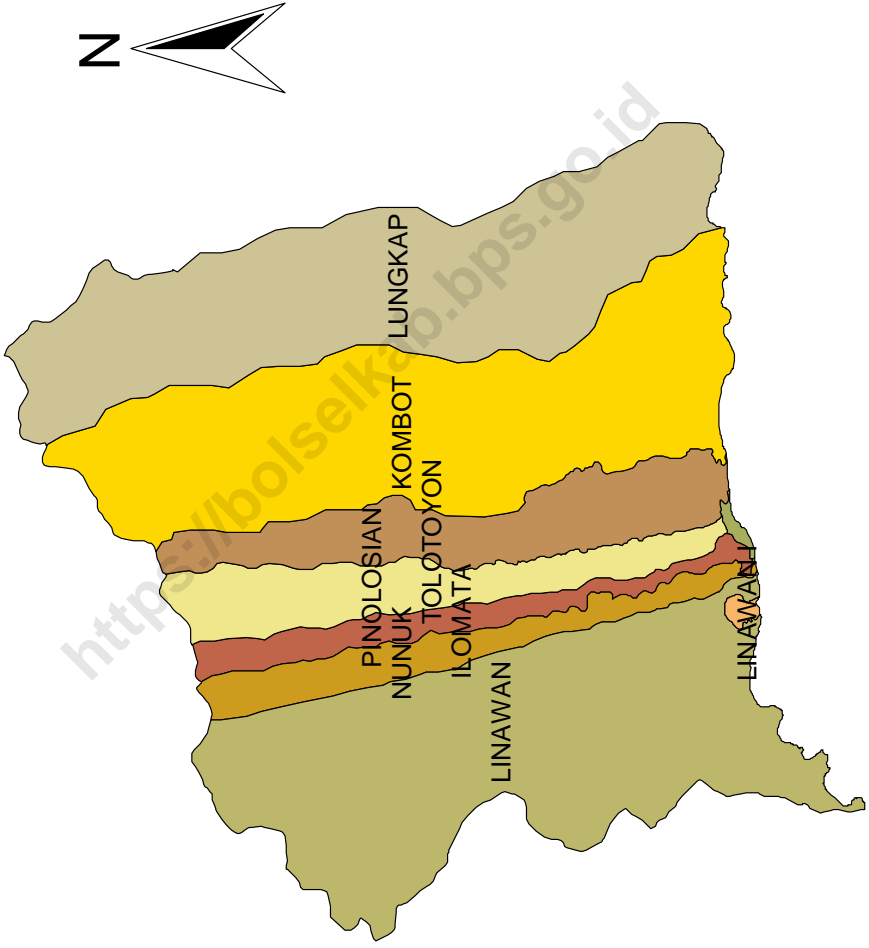 N
PINOLOSIAN
NUNUK
KOMBOT
LUNGKAP
TOLOTOYON
ILOMATA
LINAWAN
LINAWAN I
https://bolselkab.bps.go.id